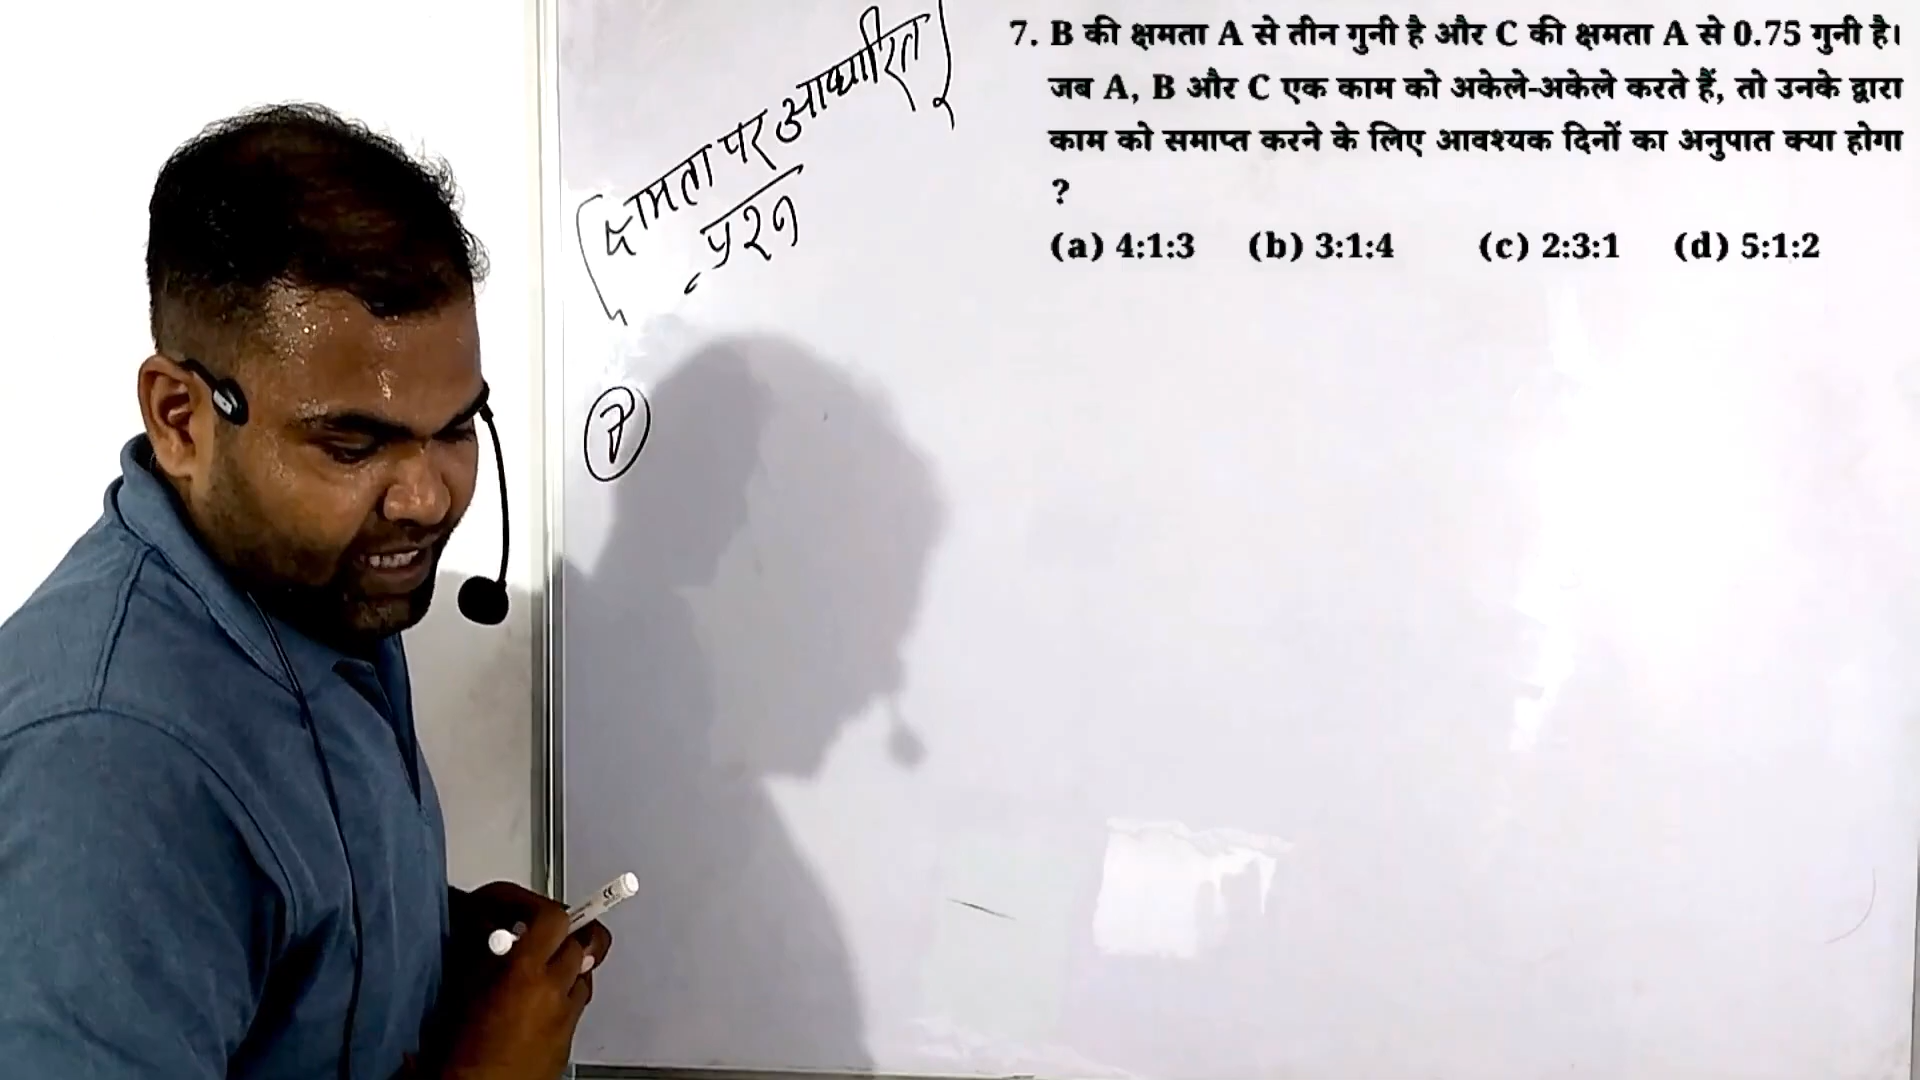 (क्षमता पर आधारित)
प्रश्न
7
7. B की क्षमता A से तीन गुनी है और C की क्षमता A से 0.75 गुनी है।
जब A, B और C एक काम को अकेले-अकेले करते हैं, तो उनके द्वारा
काम को समाप्त करने के लिए आवश्यक दिनों का अनुपात क्या होगा
?
(a) 4:1:3 (b) 3:1:4 (c) 2:3:1 (d) 5:1:2